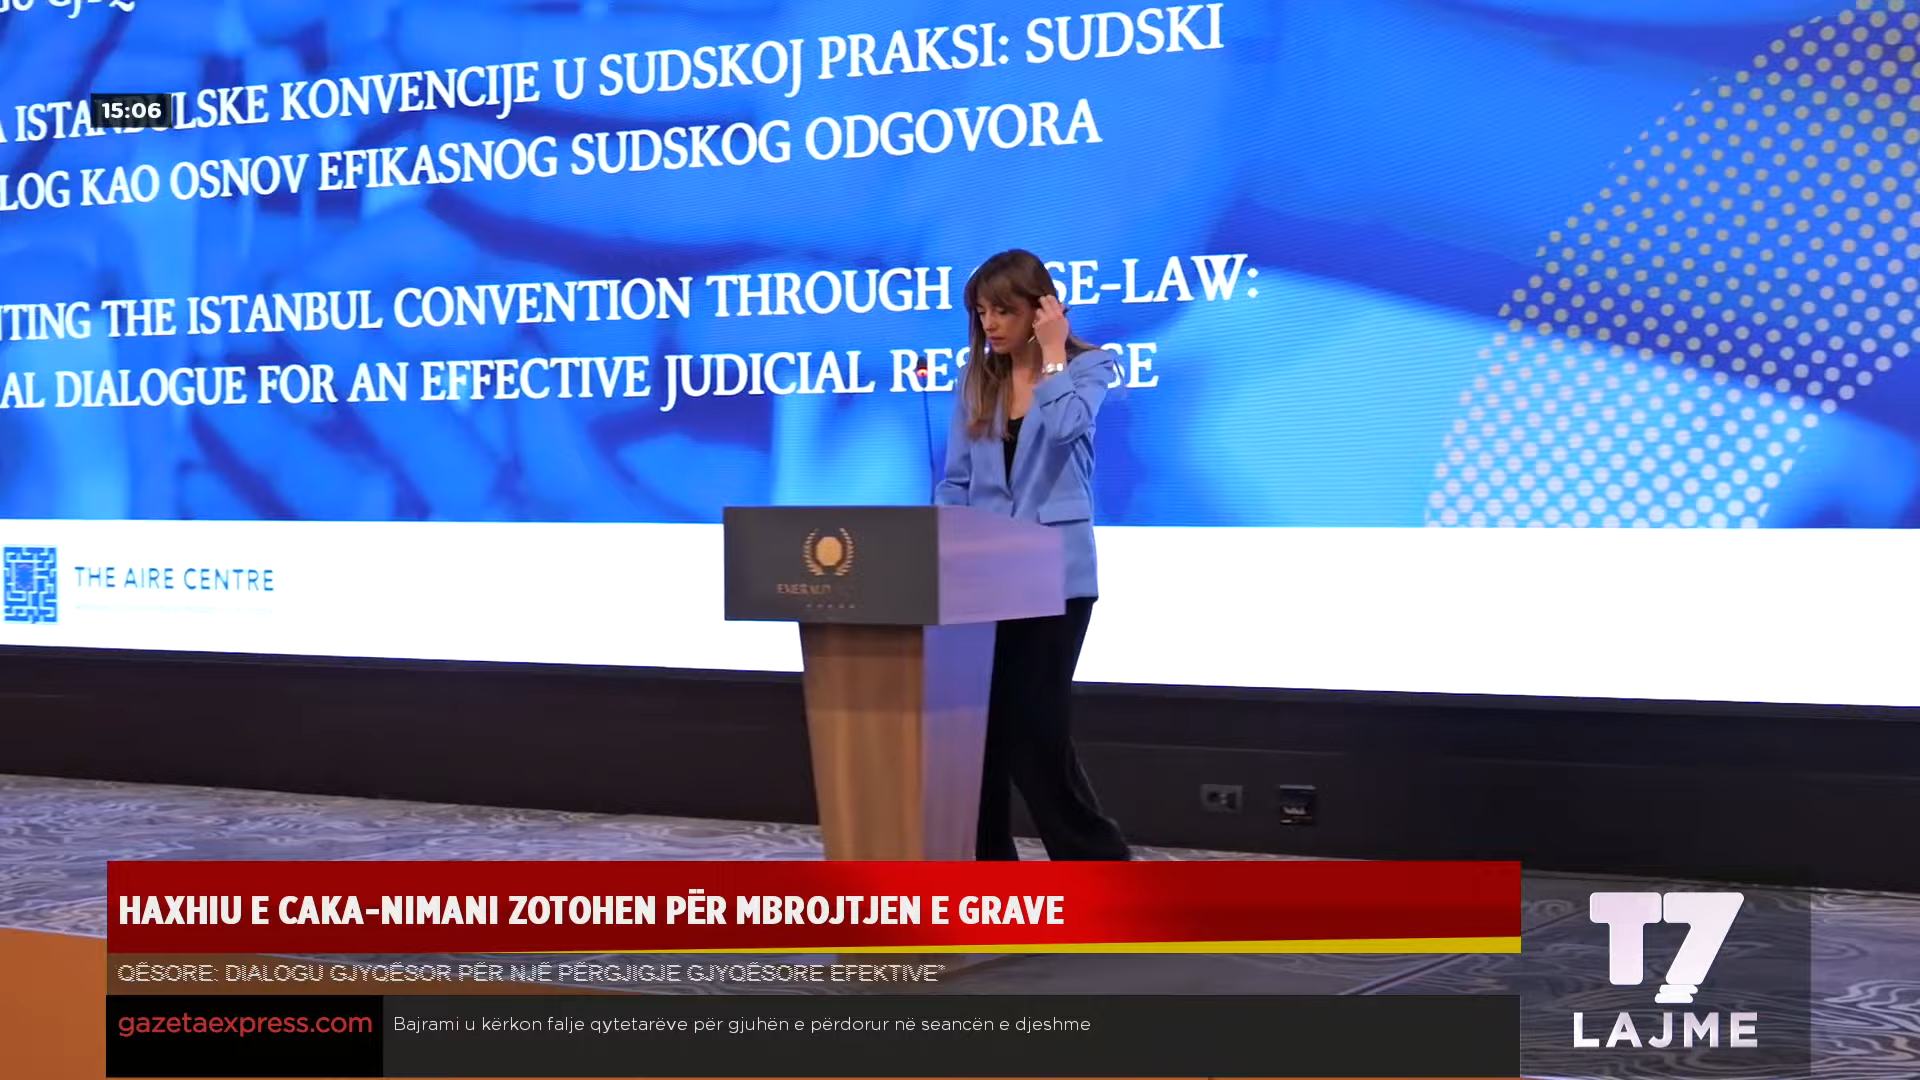 A ISTANBULSKE KONVENCIJE U SUDSKOJ PRAKSI: SUDSKI
LOG KAO OSNOV EFIKASNOG SUDSKOG ODGOVORA
15:06
NTING THE ISTANBUL CONVENTION THROUGH SE-LAW:
AL DIALOGUE FOR AN EFFECTIVE JUDICIAL RES SE
THE AIRE CENTRE
HAXHIU E CAKA-NIMANI ZOTOHEN PËR MBROJTJEN E GRAVE
QËSORE: DIALOGU GJYQËSOR PËR NJË PËRGJIGJE GJYQËSORE EFEKTIVE"
gazetaexpress.com Bajrami u kërkon falje qytetarëve për gjuhën e përdorur në seancën e djeshme
T7
LAJME